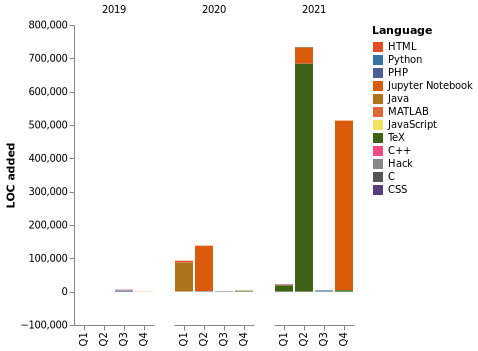 2019 2020 2021
800,000
700,000
600,000
500,000
400,000
300,000
200,000
100,000
0
−100,000
LOC added
Q1 Q2 Q3 Q4 Q1 Q2 Q3 Q4 Q1 Q2 Q3 Q4
Language
HTML
Python
PHP
Jupyter Notebook
Java
MATLAB
JavaScript
TeX
C++
Hack
C
CSS